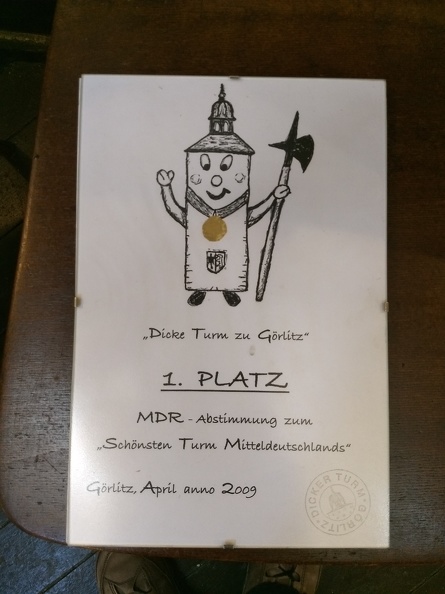 „Dicke Turm zu Görlitz“
1. PLATZ
MDR - Abstimmung zum
„Schönsten Turm Mitteldeutschlands“
Görlitz, April anno 2009
DICKER TURM • GÖRLITZ •